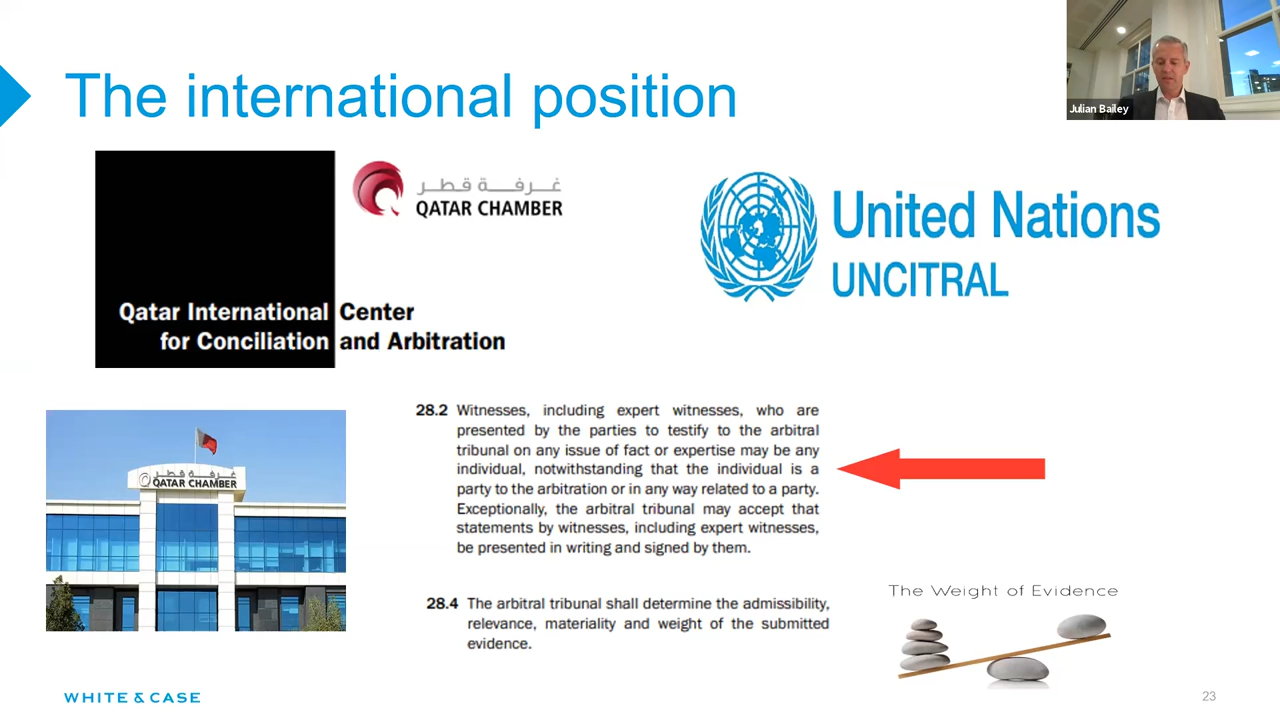 The international position
Julian Bailey
غرفة قطر
QATAR CHAMBER
Qatar International Center
for Conciliation and Arbitration
United Nations
UNCITRAL
غرفة قطر
QATAR CHAMBER
28.2 Witnesses, including expert witnesses, who are
presented by the parties to testify to the arbitral
tribunal on any issue of fact or expertise may be any
individual, notwithstanding that the individual is a
party to the arbitration or in any way related to a party.
Exceptionally, the arbitral tribunal may accept that
statements by witnesses, including expert witnesses,
be presented in writing and signed by them.
28.4 The arbitral tribunal shall determine the admissibility,
relevance, materiality and weight of the submitted
evidence.
The Weight of Evidence
WHITE & CASE
23